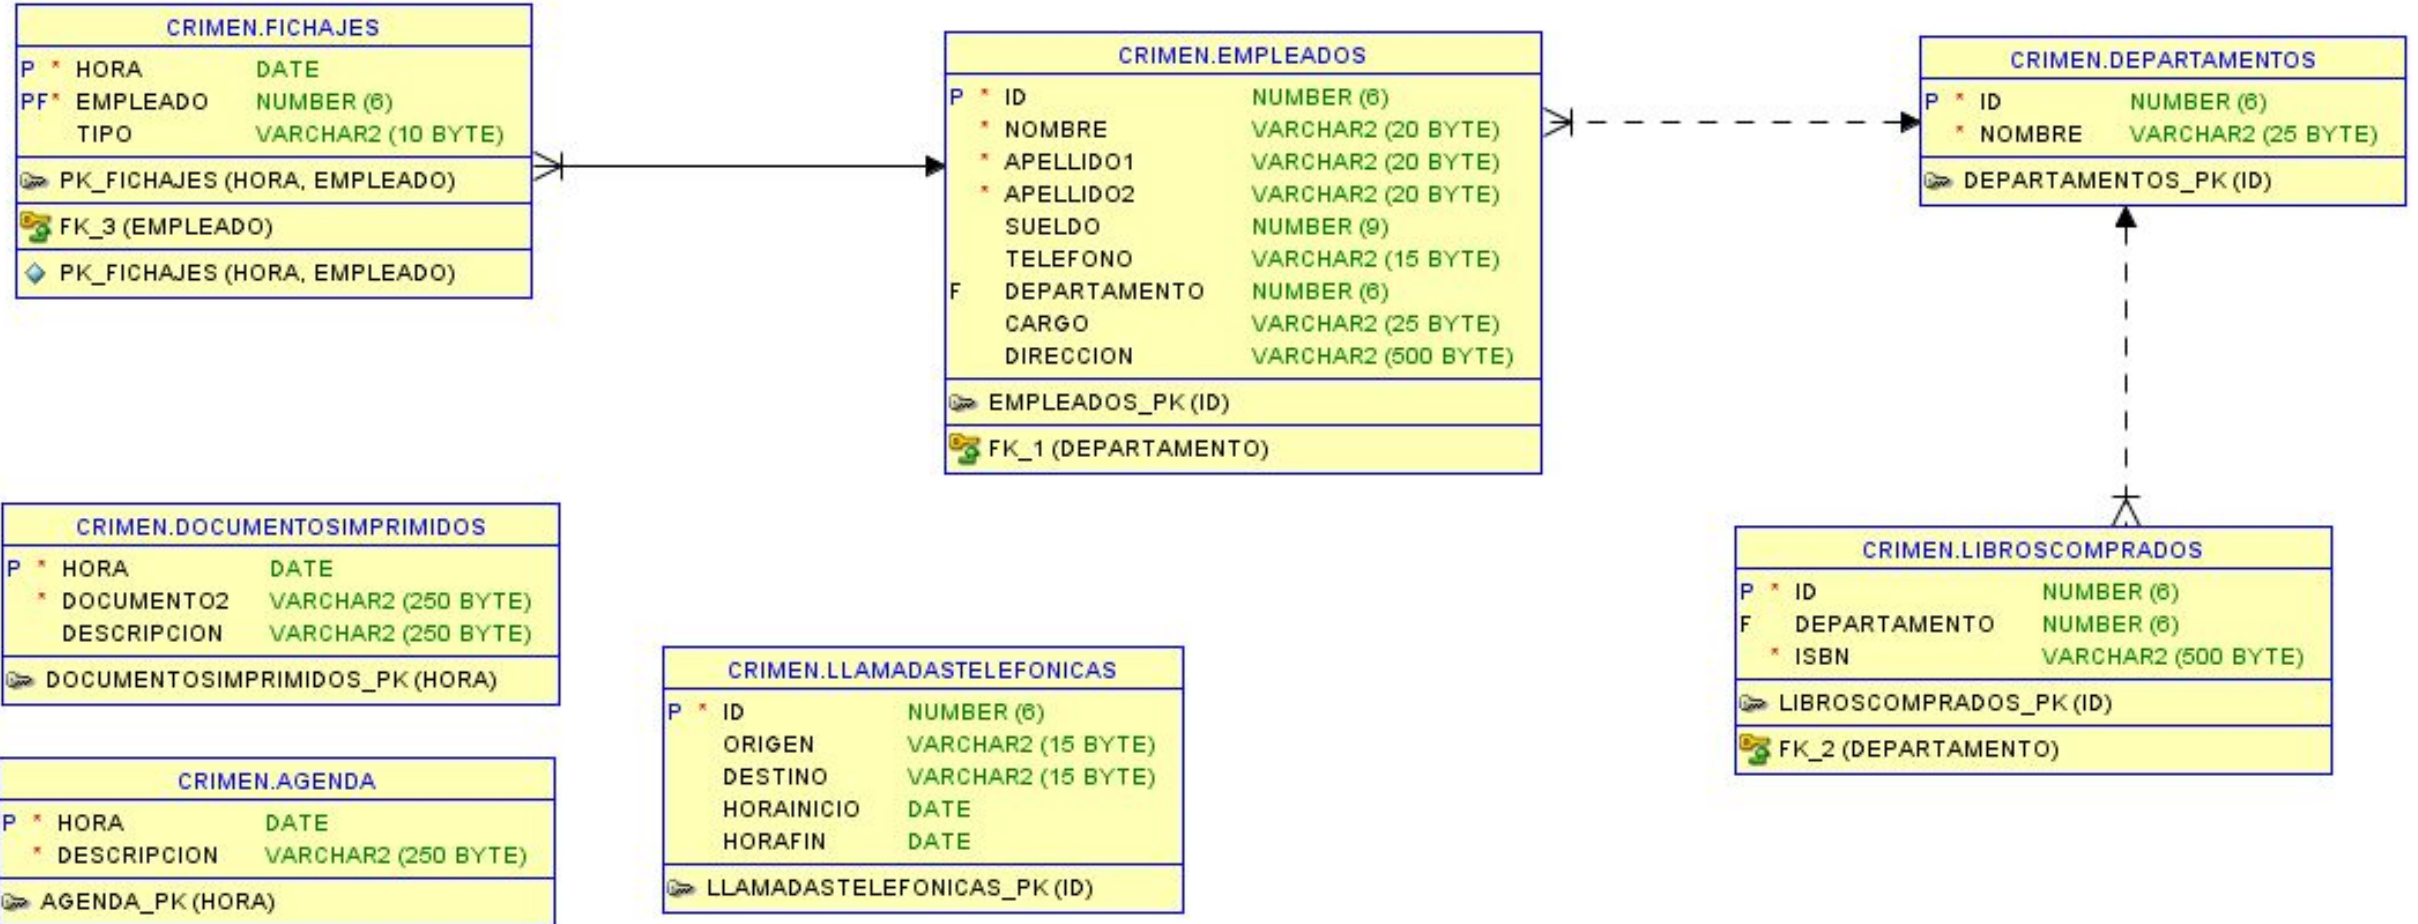 CRIMEN.FICHAJES
P * HORA DATE
PF* EMPLEADO NUMBER (6)
TIPO VARCHAR2 (10 BYTE)
PK_FICHAJES (HORA, EMPLEADO)
FK_3 (EMPLEADO)
PK_FICHAJES (HORA, EMPLEADO)
CRIMEN.EMPLEADOS
P * ID NUMBER (6)
* NOMBRE VARCHAR2 (20 BYTE)
* APELLIDO1 VARCHAR2 (20 BYTE)
* APELLIDO2 VARCHAR2 (20 BYTE)
SUELDO NUMBER (9)
TELEFONO VARCHAR2 (15 BYTE)
F DEPARTAMENTO NUMBER (6)
CARGO VARCHAR2 (25 BYTE)
DIRECCION VARCHAR2 (500 BYTE)
EMPLEADOS_PK (ID)
FK_1 (DEPARTAMENTO)
CRIMEN.DEPARTAMENTOS
P * ID NUMBER (6)
* NOMBRE VARCHAR2 (25 BYTE)
DEPARTAMENTOS_PK (ID)
CRIMEN.DOCUMENTOSIMPRIMIDOS
P * HORA DATE
* DOCUMENTO2 VARCHAR2 (250 BYTE)
DESCRIPCION VARCHAR2 (250 BYTE)
DOCUMENTOSIMPRIMIDOS_PK (HORA)
CRIMEN.LIBROSCOMPRADOS
P * ID NUMBER (6)
F DEPARTAMENTO NUMBER (6)
* ISBN VARCHAR2 (500 BYTE)
LIBROSCOMPRADOS_PK (ID)
FK_2 (DEPARTAMENTO)
CRIMEN.LLAMADASTELEFONICAS
P * ID NUMBER (6)
ORIGEN VARCHAR2 (15 BYTE)
DESTINO VARCHAR2 (15 BYTE)
HORAINICIO DATE
HORAFIN DATE
LLAMADASTELEFONICAS_PK (ID)
CRIMEN.AGENDA
P * HORA DATE
* DESCRIPCION VARCHAR2 (250 BYTE)
AGENDA_PK (HORA)